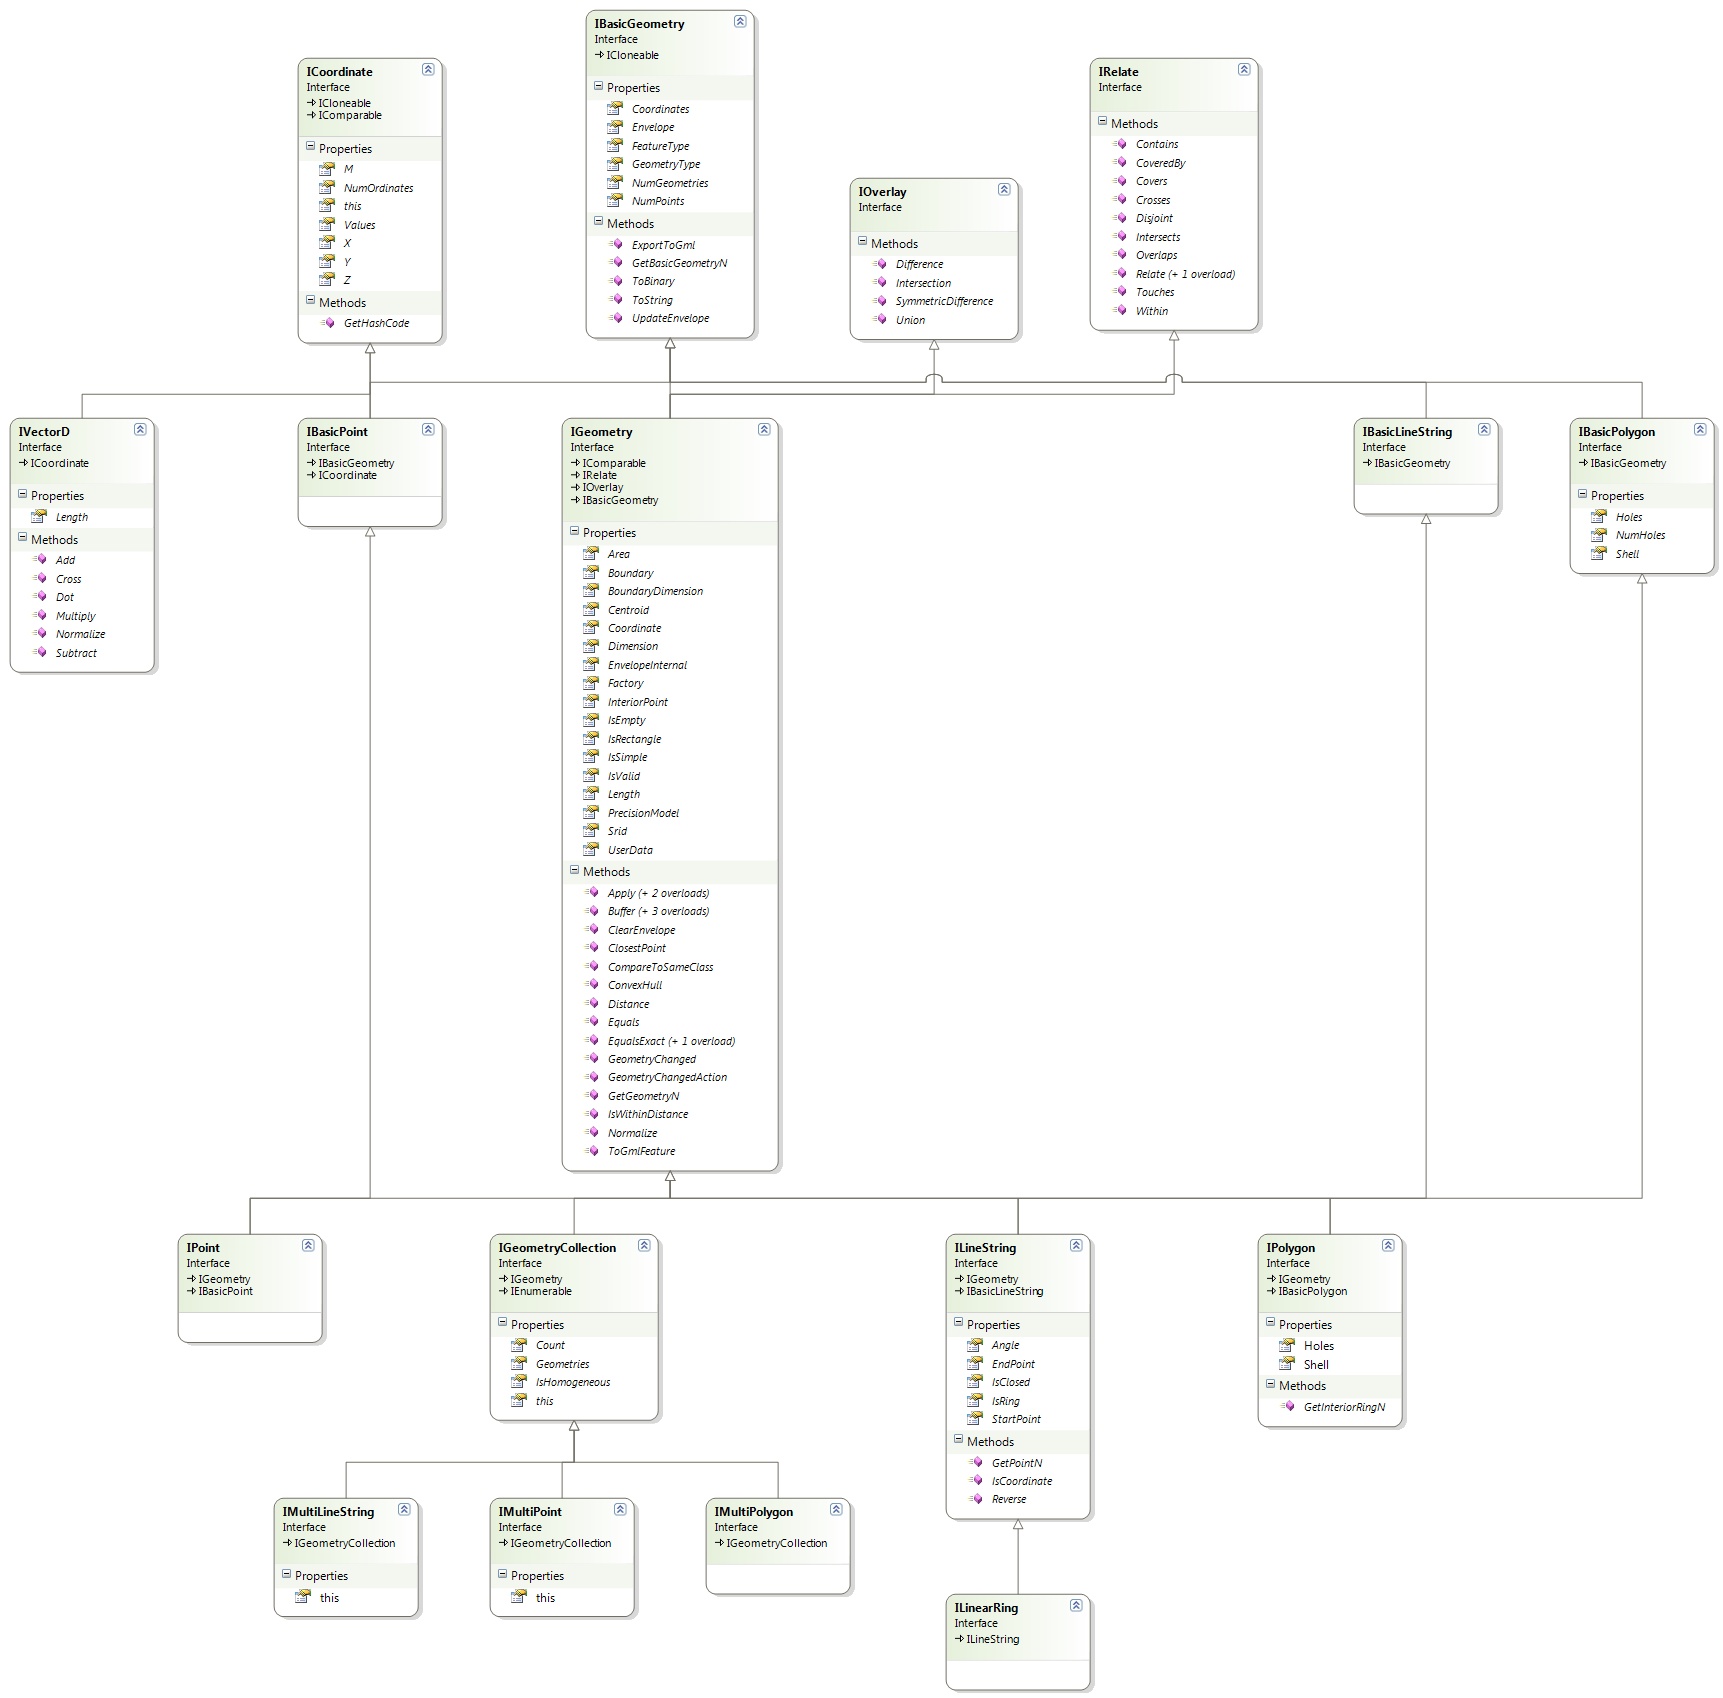 IBasicGeometry
Interface
ICloneable
Properties
Coordinates
Envelope
FeatureType
GeometryType
NumGeometries
NumPoints
Methods
ExportToGml
GetBasicGeometryN
ToBinary
ToString
UpdateEnvelope
ICoordinate
Interface
ICloneable
IComparable
Properties
M
NumOrdinates
this
Values
X
Y
Z
Methods
GetHashCode
IRelate
Interface
Methods
Contains
CoveredBy
Covers
Crosses
Disjoint
Intersects
Overlaps
Relate (+ 1 overload)
Touches
Within
IOverlay
Interface
Methods
Difference
Intersection
SymmetricDifference
Union
IVectorD
Interface
ICoordinate
Properties
Length
Methods
Add
Cross
Dot
Multiply
Normalize
Subtract
IBasicPoint
Interface
IBasicGeometry
ICoordinate
IGeometry
Interface
IComparable
IRelate
IOverlay
IBasicGeometry
Properties
Area
Boundary
BoundaryDimension
Centroid
Coordinate
Dimension
EnvelopeInternal
Factory
InteriorPoint
IsEmpty
IsRectangle
IsSimple
IsValid
Length
PrecisionModel
Srid
UserData
Methods
Apply (+ 2 overloads)
Buffer (+ 3 overloads)
ClearEnvelope
ClosestPoint
CompareToSameClass
ConvexHull
Distance
Equals
EqualsExact (+ 1 overload)
GeometryChanged
GeometryChangedAction
GetGeometryN
IsWithinDistance
Normalize
ToGmlFeature
IBasicLineString
Interface
IBasicGeometry
IBasicPolygon
Interface
IBasicGeometry
Properties
Holes
NumHoles
Shell
IPoint
Interface
IGeometry
IBasicPoint
IGeometryCollection
Interface
IGeometry
IEnumerable
Properties
Count
Geometries
IsHomogeneous
this
ILineString
Interface
IGeometry
IBasicLineString
Properties
Angle
EndPoint
IsClosed
IsRing
StartPoint
Methods
GetPointN
IsCoordinate
Reverse
IPolygon
Interface
IGeometry
IBasicPolygon
Properties
Holes
Shell
Methods
GetInteriorRingN
IMultiLineString
Interface
IGeometryCollection
Properties
this
IMultiPoint
Interface
IGeometryCollection
Properties
this
IMultiPolygon
Interface
IGeometryCollection
ILinearRing
Interface
ILineString